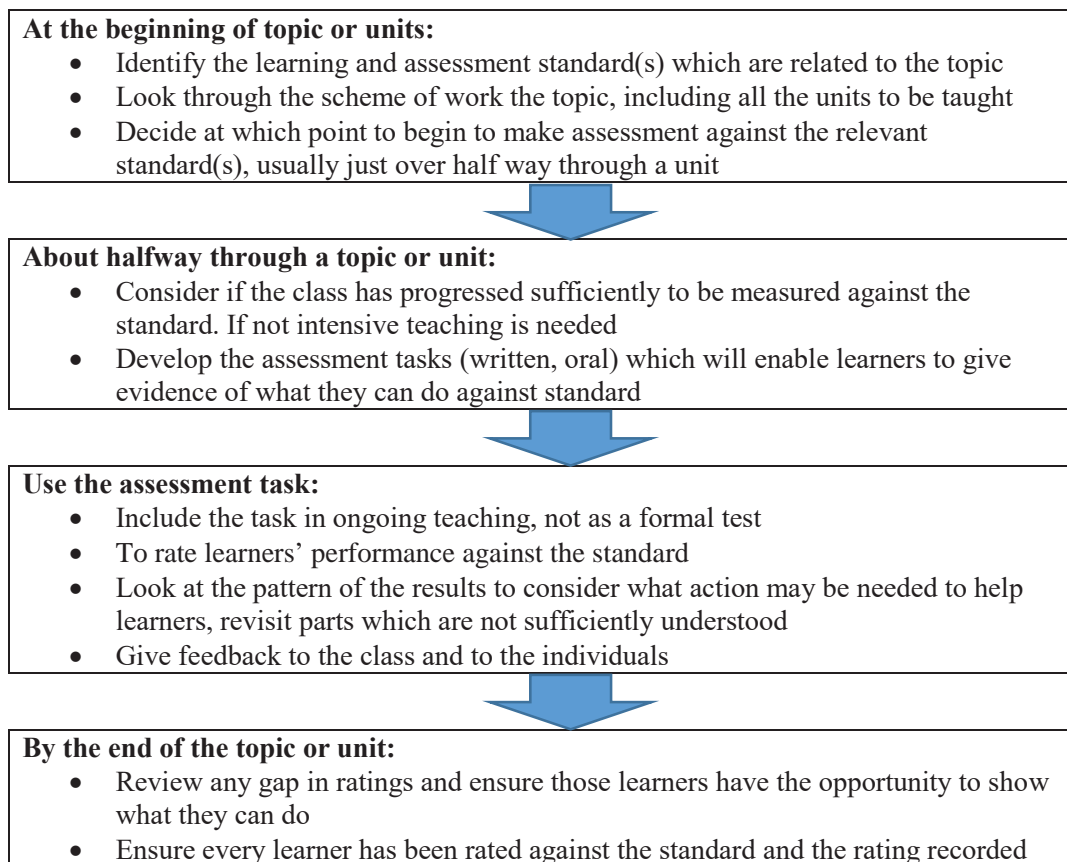 At the beginning of topic or units:
• Identify the learning and assessment standard(s) which are related to the topic
• Look through the scheme of work the topic, including all the units to be taught
• Decide at which point to begin to make assessment against the relevant
standard(s), usually just over half way through a unit
About halfway through a topic or unit:
• Consider if the class has progressed sufficiently to be measured against the
standard. If not intensive teaching is needed
• Develop the assessment tasks (written, oral) which will enable learners to give
evidence of what they can do against standard
Use the assessment task:
• Include the task in ongoing teaching, not as a formal test
• To rate learners’ performance against the standard
• Look at the pattern of the results to consider what action may be needed to help
learners, revisit parts which are not sufficiently understood
• Give feedback to the class and to the individuals
By the end of the topic or unit:
• Review any gap in ratings and ensure those learners have the opportunity to show
what they can do
• Ensure every learner has been rated against the standard and the rating recorded